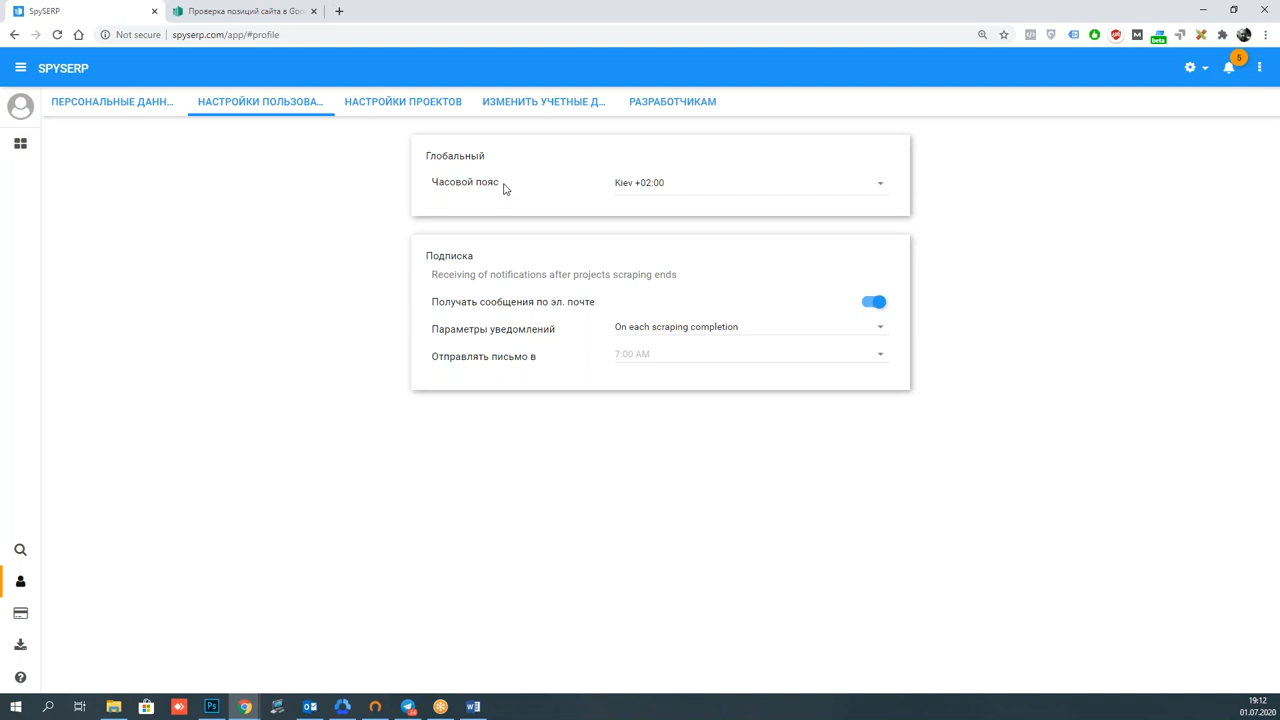 SpySERP
Проверка позиций сайта в Goo
Not secure
spyserp.com/app/#profile
beta
SPYSERP
5
ПЕРСОНАЛЬНЫЕ ДАНН...
НАСТРОЙКИ ПОЛЬЗОВА...
НАСТРОЙКИ ПРОЕКТОВ
ИЗМЕНИТЬ УЧЕТНЫЕ Д...
РАЗРАБОТЧИКАМ
Глобальный
Часовой пояс
Kiev +02:00
Подписка
Receiving of notifications after projects scraping ends
Получать сообщения по эл. почте
Параметры уведомлений
On each scraping completion
Отправлять письмо в
7:00 AM
19:12
01.07.2020